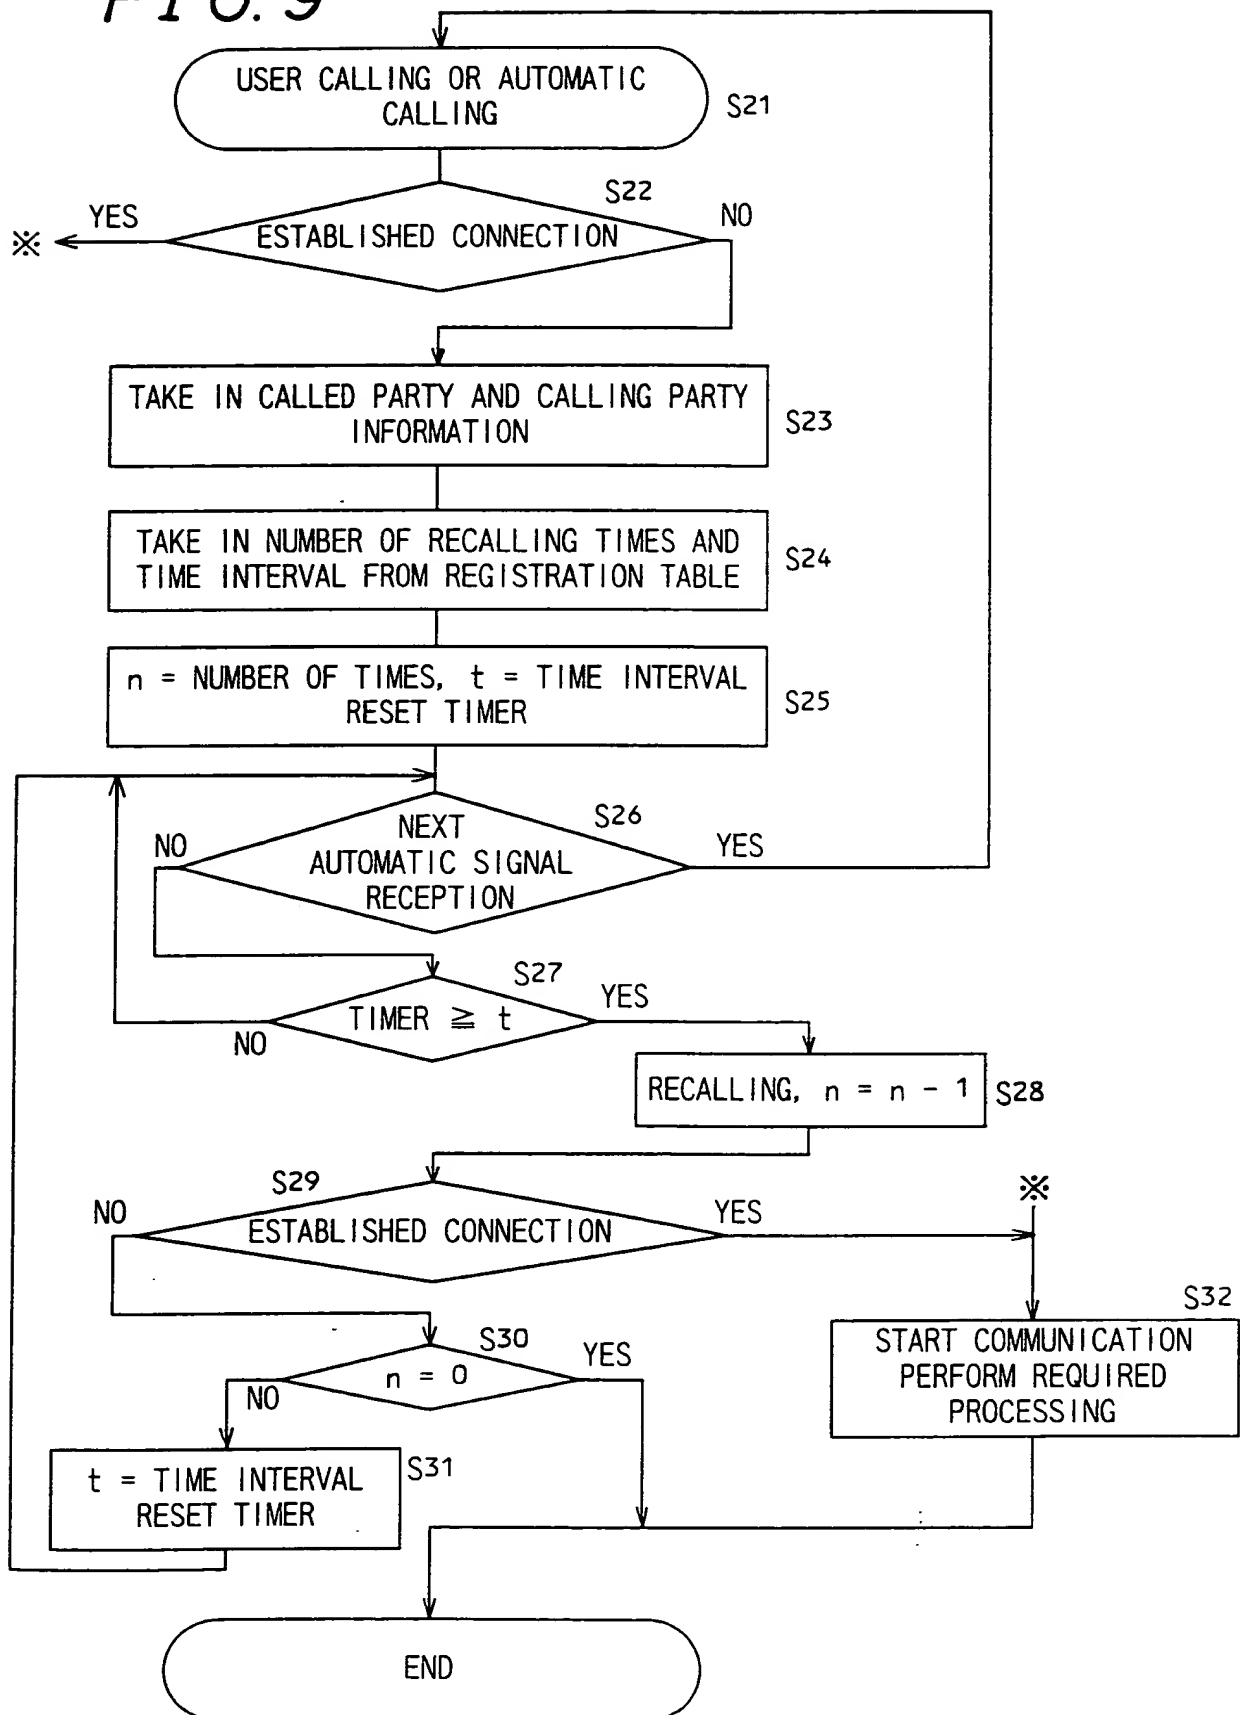 FIG. 9
USER CALLING OR AUTOMATIC
CALLING
S21
S22
YES
NO
※
ESTABLISHED CONNECTION
TAKE IN CALLED PARTY AND CALLING PARTY
INFORMATION
S23
TAKE IN NUMBER OF RECALLING TIMES AND
TIME INTERVAL FROM REGISTRATION TABLE
S24
n = NUMBER OF TIMES, t = TIME INTERVAL
RESET TIMER
S25
S26
NO
NEXT
AUTOMATIC SIGNAL
RECEPTION
YES
S27
TIMER ≧ t
YES
NO
RECALLING, n = n - 1
S28
S29
NO
ESTABLISHED CONNECTION
YES
※
S32
START COMMUNICATION
PERFORM REQUIRED
PROCESSING
S30
n = 0
YES
NO
S31
t = TIME INTERVAL
RESET TIMER
END